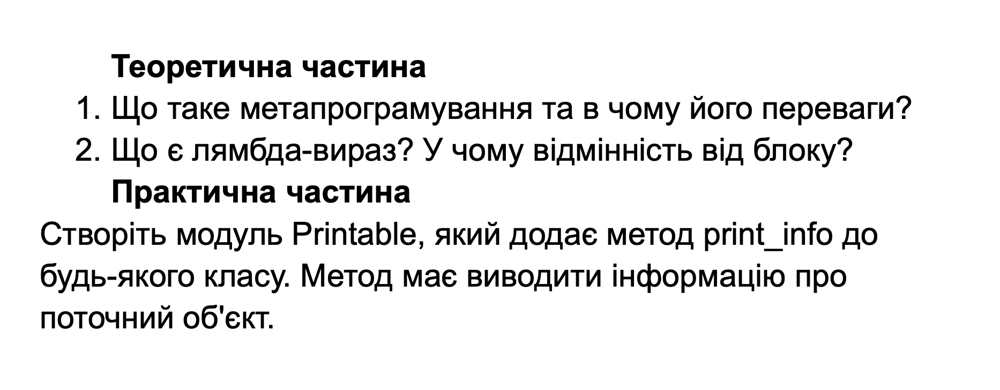 Теоретична частина
1. Що таке метапрограмування та в чому його переваги?
2. Що є лямбда-вираз? У чому відмінність від блоку?
Практична частина
Створіть модуль Printable, який додає метод print_info до
будь-якого класу. Метод має виводити інформацію про
поточний об'єкт.